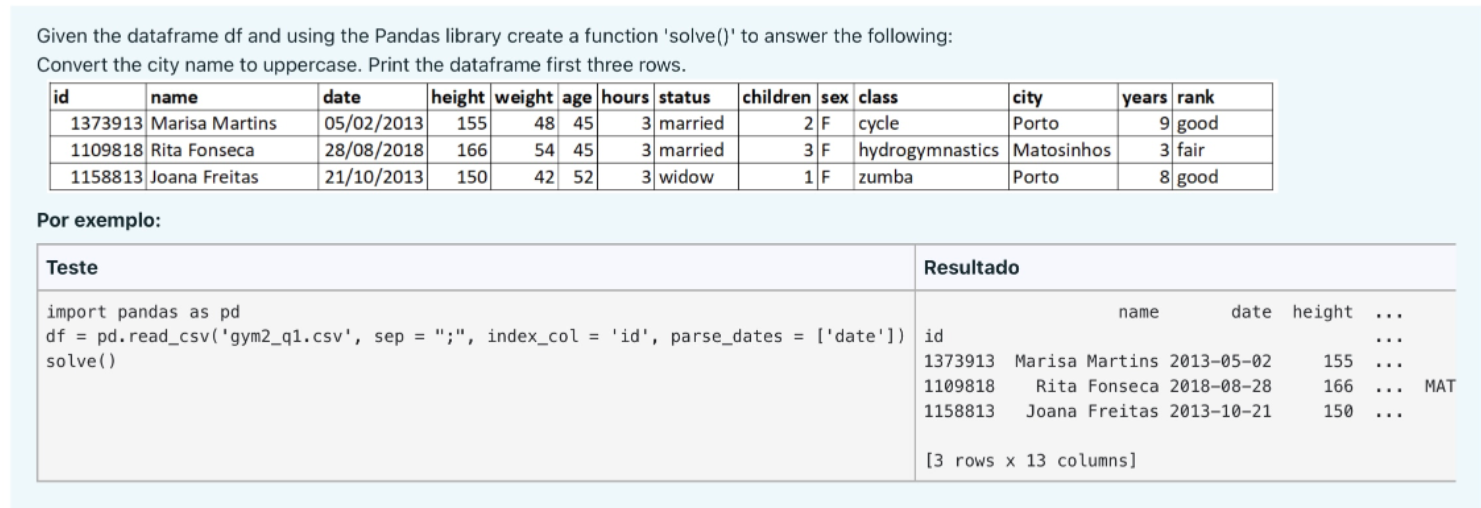 Given the dataframe df and using the Pandas library create a function 'solve()' to answer the following:
Convert the city name to uppercase. Print the dataframe first three rows.
id name date height weight age hours status children sex class city years rank
1373913 Marisa Martins 05/02/2013 155 48 45 3 married 2 F cycle Porto 9 good
1109818 Rita Fonseca 28/08/2018 166 54 45 3 married 3 F hydrogymnastics Matosinhos 3 fair
1158813 Joana Freitas 21/10/2013 150 42 52 3 widow 1 F zumba Porto 8 good
Por exemplo:
Teste Resultado
import pandas as pd
df = pd.read_csv('gym2_q1.csv', sep = ";", index_col = 'id', parse_dates = ['date'])
solve()
name date height ...
id ...
1373913 Marisa Martins 2013-05-02 155 ...
1109818 Rita Fonseca 2018-08-28 166 ... MAT
1158813 Joana Freitas 2013-10-21 150 ...
[3 rows x 13 columns]